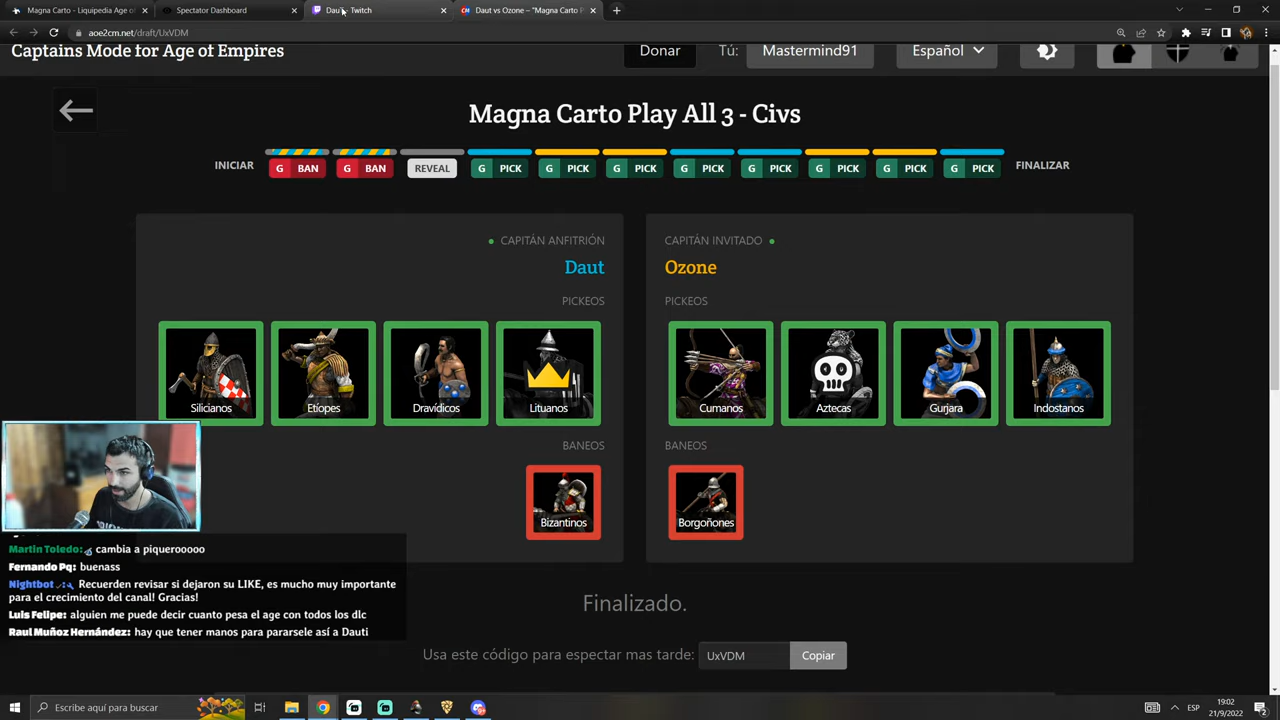 Magna Carto - Liquipedia Age of
Spectator Dashboard
Daut - Twitch
Daut vs Ozone – "Magna Carto P
aoe2cm.net/draft/UxVDM
Captains Mode for Age of Empires
Donar
Tú:
Mastermind91
Español
Magna Carto Play All 3 - Civs
INICIAR
G BAN
G BAN
REVEAL
G PICK
G PICK
G PICK
G PICK
G PICK
G PICK
G PICK
G PICK
FINALIZAR
CAPITÁN ANFITRIÓN
Daut
PICKEOS
Silicianos
Etíopes
Dravídicos
Lituanos
BANEOS
Bizantinos
CAPITÁN INVITADO
Ozone
PICKEOS
Cumanos
Aztecas
Gurjara
Indostanos
BANEOS
Borgoñones
Martin Toledo: cambia a piquerooooo
Fernando Pq: buenass
Nightbot: Recuerden revisar si dejaron su LIKE, es mucho muy importante
para el crecimiento del canal! Gracias!
Luis Felipe: alguien me puede decir cuanto pesa el age con todos los dlc
Raul Muñoz Hernández: hay que tener manos para pararsele así a Dauti
Finalizado.
Usa este código para espectar mas tarde:
UxVDM
Copiar
Escribe aquí para buscar
ESP
19:02
21/9/2022
2